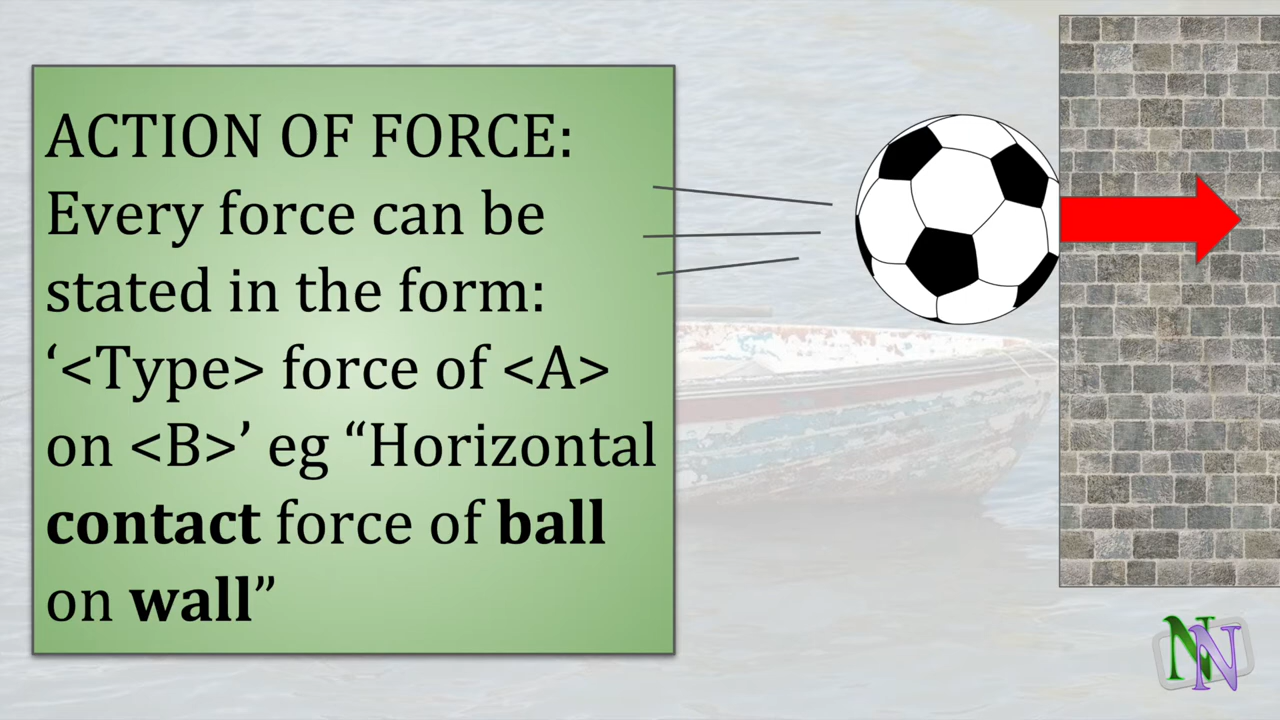 ACTION OF FORCE:
Every force can be
stated in the form:
‘<Type> force of <A>
on <B>’ eg “Horizontal
contact force of ball
on wall”
NN